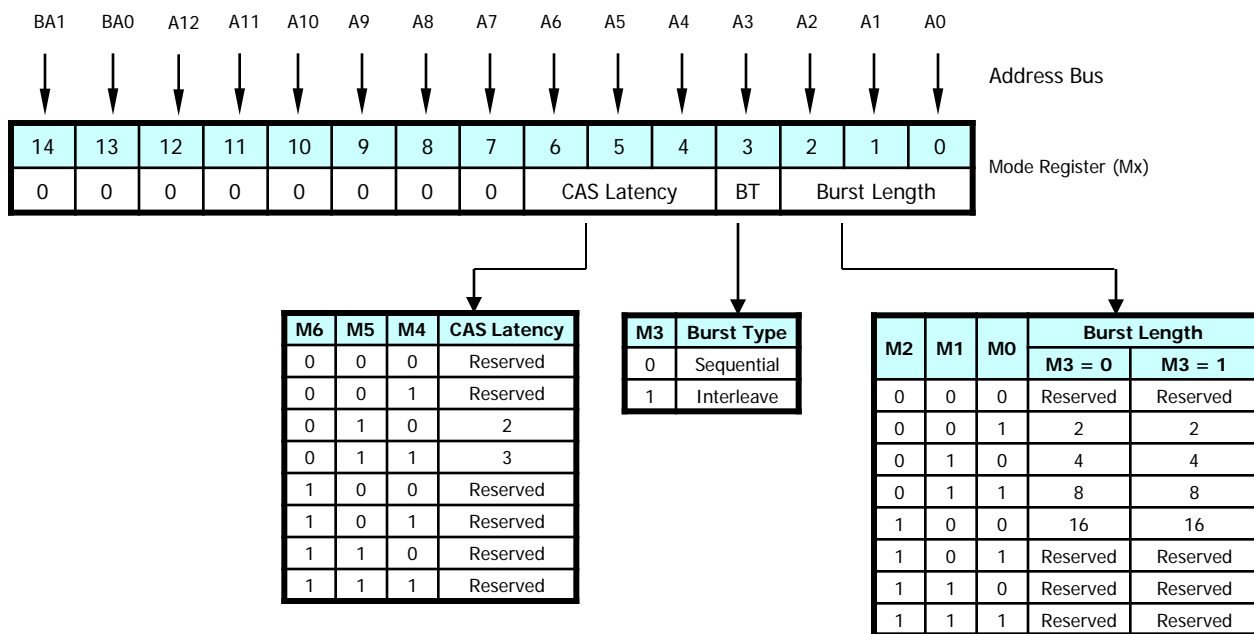 BA1 BA0 A12 A11 A10 A9 A8 A7 A6 A5 A4 A3 A2 A1 A0
Address Bus
14 13 12 11 10 9 8 7 6 5 4 3 2 1 0
Mode Register (Mx)
0 0 0 0 0 0 0 0 CAS Latency BT Burst Length
M6 M5 M4 CAS Latency
0 0 0 Reserved
0 0 1 Reserved
0 1 0 2
0 1 1 3
1 0 0 Reserved
1 0 1 Reserved
1 1 0 Reserved
1 1 1 Reserved
M3 Burst Type
0 Sequential
1 Interleave
M2 M1 M0 Burst Length
M3 = 0 M3 = 1
0 0 0 Reserved Reserved
0 0 1 2 2
0 1 0 4 4
0 1 1 8 8
1 0 0 16 16
1 0 1 Reserved Reserved
1 1 0 Reserved Reserved
1 1 1 Reserved Reserved